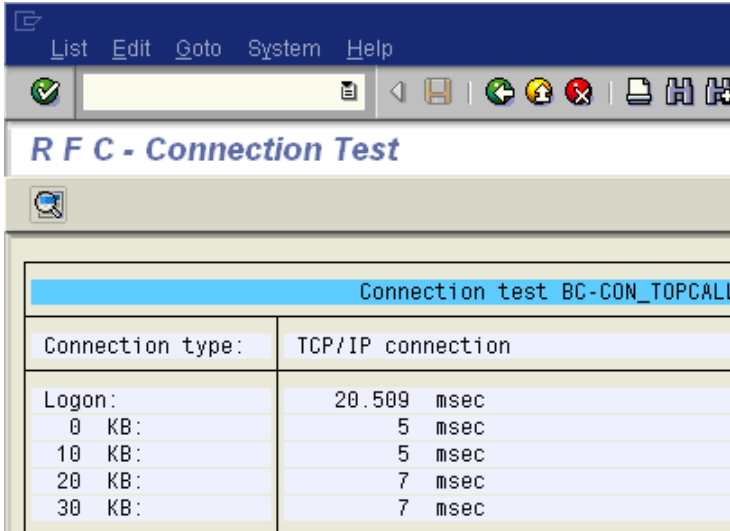 List Edit Goto System Help
R F C - Connection Test
Connection test BC-CON_TOPCALL
Connection type: TCP/IP connection
Logon: 20.509 msec
0 KB: 5 msec
10 KB: 5 msec
20 KB: 7 msec
30 KB: 7 msec